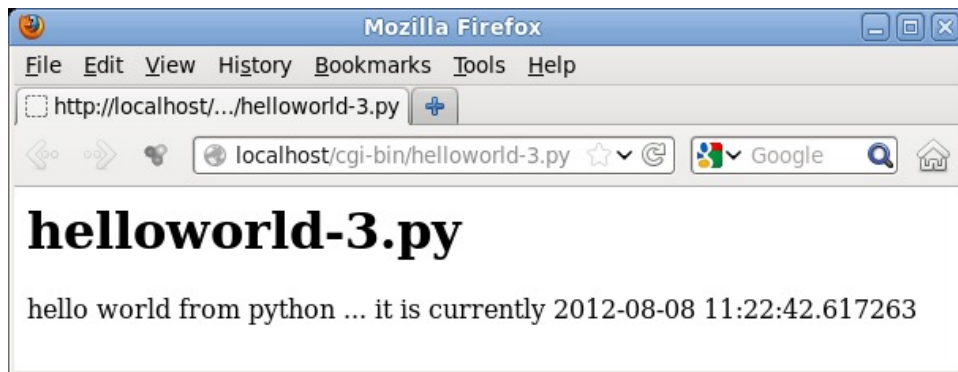 Mozilla Firefox
File Edit View History Bookmarks Tools Help
http://localhost/.../helloworld-3.py
localhost/cgi-bin/helloworld-3.py Google
helloworld-3.py
hello world from python ... it is currently 2012-08-08 11:22:42.617263